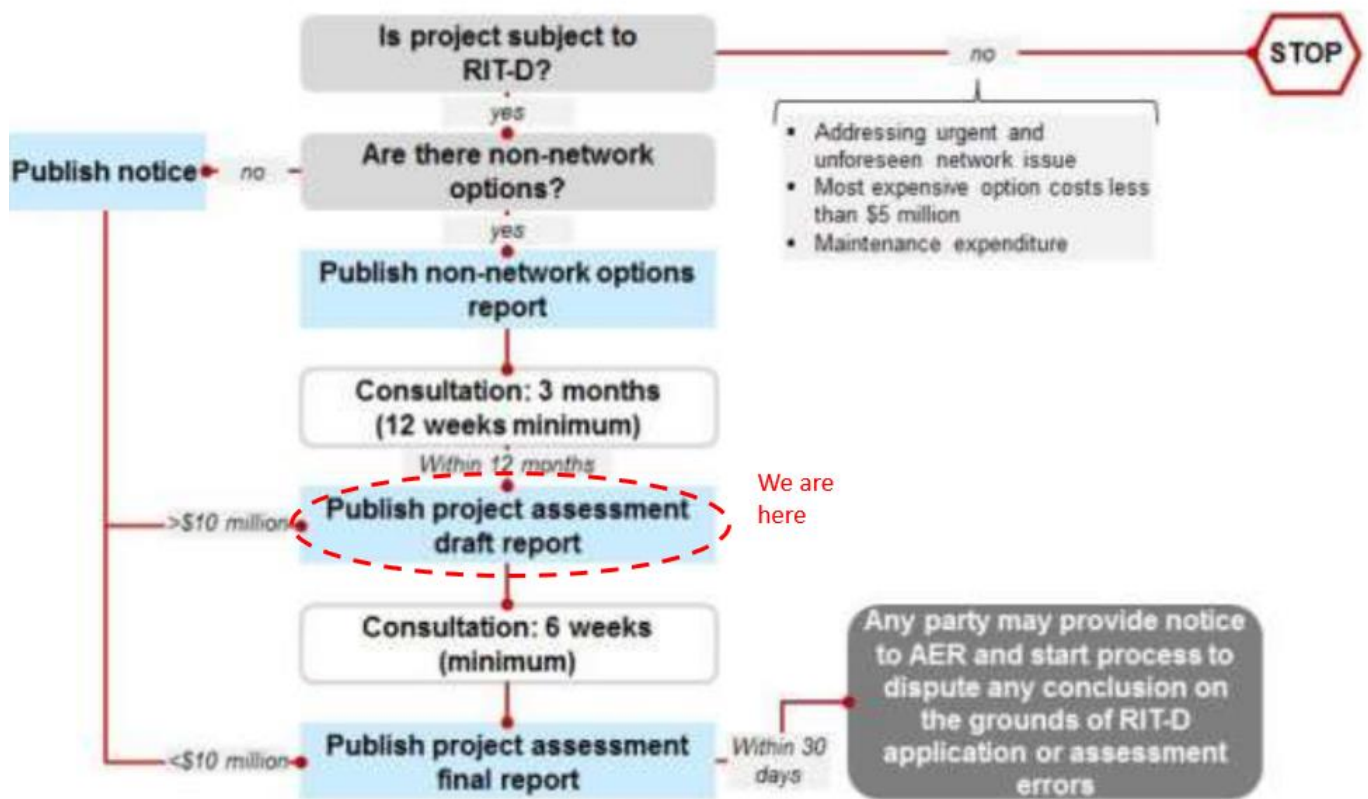 Is project subject to
RIT-D?
no
STOP
yes
▪ Addressing urgent and
unforeseen network issue
▪ Most expensive option costs less
than $5 million
▪ Maintenance expenditure
Publish notice
no
Are there non-network
options?
yes
Publish non-network options
report
Consultation: 3 months
(12 weeks minimum)
Within 12 months
We are
here
>$10 million
Publish project assessment
draft report
Consultation: 6 weeks
(minimum)
Any party may provide notice
to AER and start process to
dispute any conclusion on
the grounds of RIT-D
application or assessment
errors
<$10 million
Publish project assessment
final report
Within 30
days